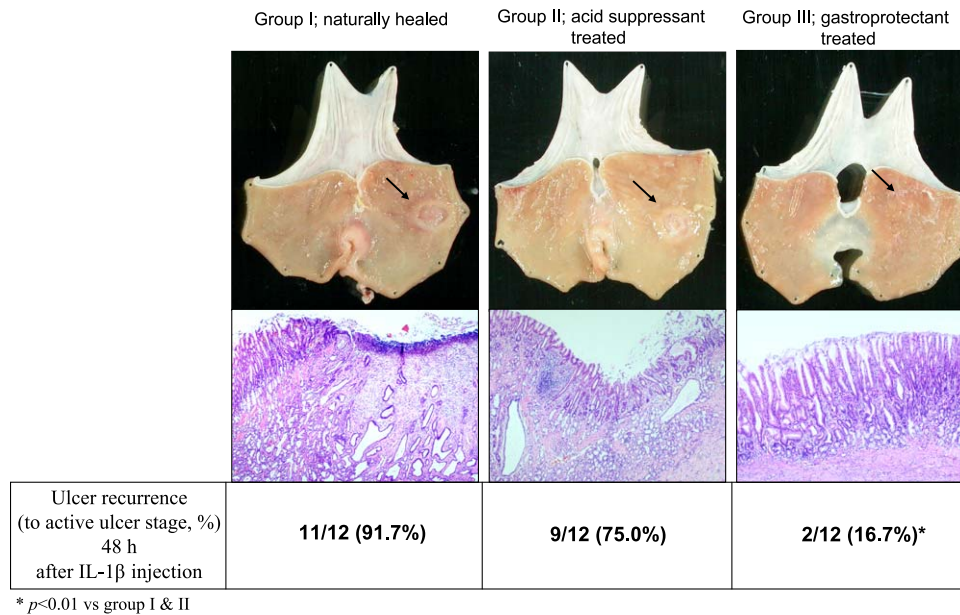 Group I; naturally healed
Group II; acid suppressant
treated
Group III; gastroprotectant
treated
Ulcer recurrence
(to active ulcer stage, %)
48 h
after IL-1β injection
11/12 (91.7%)
9/12 (75.0%)
2/12 (16.7%)*
* p<0.01 vs group I & II